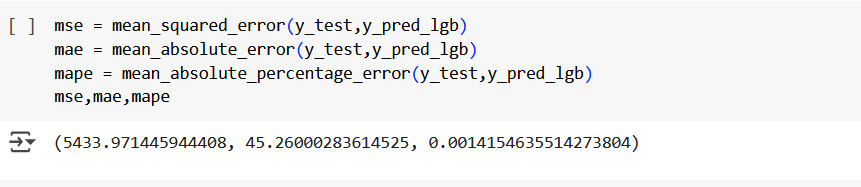 [ ] mse = mean_squared_error(y_test,y_pred_lgb)
mae = mean_absolute_error(y_test,y_pred_lgb)
mape = mean_absolute_percentage_error(y_test,y_pred_lgb)
mse,mae,mape
(5433.971445944408, 45.26000283614525, 0.0014154635514273804)